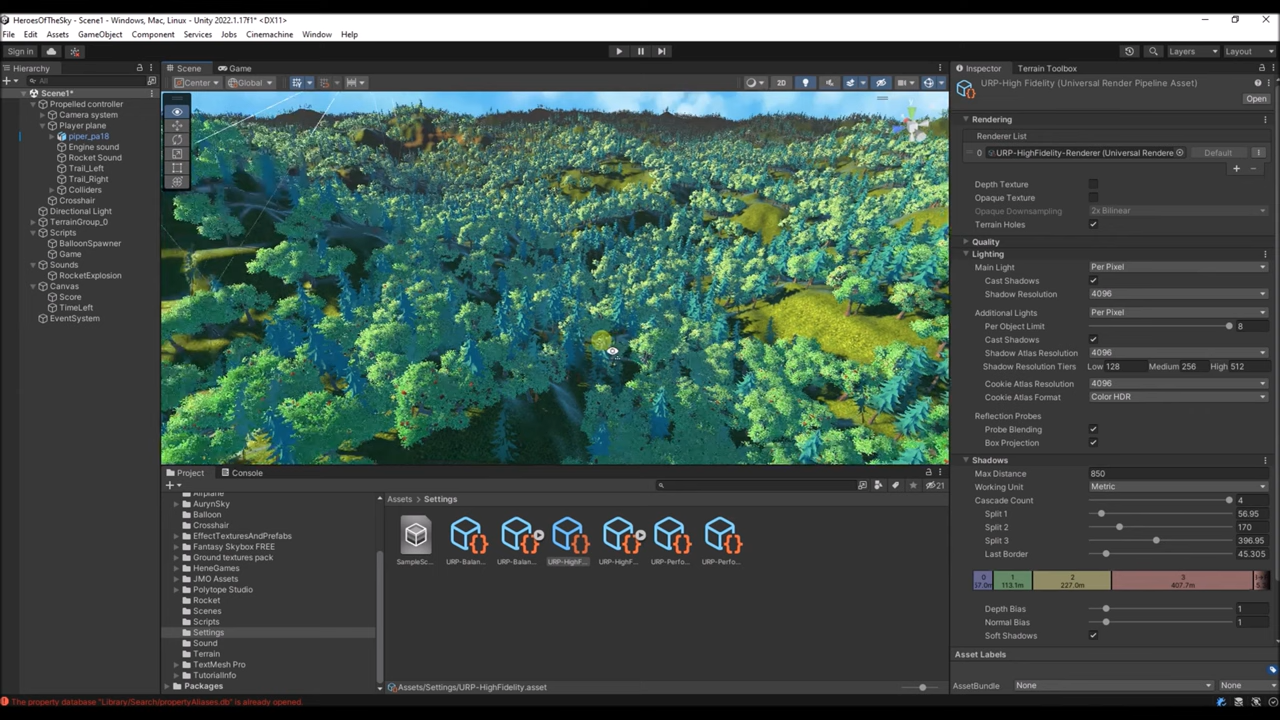 HeroesOfTheSky - Scene1 - Windows, Mac, Linux - Unity 2022.1.17f1* <DX11>
File Edit Assets GameObject Component Services Jobs Cinemachine Window Help
Sign in
Layers
Layout
Hierarchy
All
Scene1*
Propelled controller
Camera system
Player plane
piper_pa18
Engine sound
Rocket Sound
Trail_Left
Trail_Right
Colliders
Crosshair
Directional Light
TerrainGroup_0
Scripts
BalloonSpawner
Game
Sounds
RocketExplosion
Canvas
Score
TimeLeft
EventSystem
Scene Game
Center Global 2D
Project Console
21
Airplane
AurynSky
Balloon
Crosshair
EffectTexturesAndPrefabs
Fantasy Skybox FREE
Ground textures pack
HeneGames
JMO Assets
Polytope Studio
Rocket
Scenes
Scripts
Settings
Sound
Terrain
TextMesh Pro
TutorialInfo
Packages
Assets > Settings
SampleSc... URP-Balan... URP-Balan... URP-HighF... URP-HighF... URP-Perfo... URP-Perfo...
Assets/Settings/URP-HighFidelity.asset
Inspector Terrain Toolbox
URP-High Fidelity (Universal Render Pipeline Asset)
Open
Rendering
Renderer List
0 URP-HighFidelity-Renderer (Universal Rendere Default
Depth Texture
Opaque Texture
Opaque Downsampling 2x Bilinear
Terrain Holes
Quality
Lighting
Main Light Per Pixel
Cast Shadows
Shadow Resolution 4096
Additional Lights Per Pixel
Per Object Limit 8
Cast Shadows
Shadow Atlas Resolution 4096
Shadow Resolution Tiers Low 128 Medium 256 High 512
Cookie Atlas Resolution 4096
Cookie Atlas Format Color HDR
Reflection Probes
Probe Blending
Box Projection
Shadows
Max Distance 850
Working Unit Metric
Cascade Count 4
Split 1 56.95
Split 2 170
Split 3 396.95
Last Border 45.305
0 1 2 3
57.0m 113.1m 227.0m 407.7m
Depth Bias 1
Normal Bias 1
Soft Shadows
Asset Labels
AssetBundle None None
The property database "Library/Search/propertyAliases.db" is already opened.